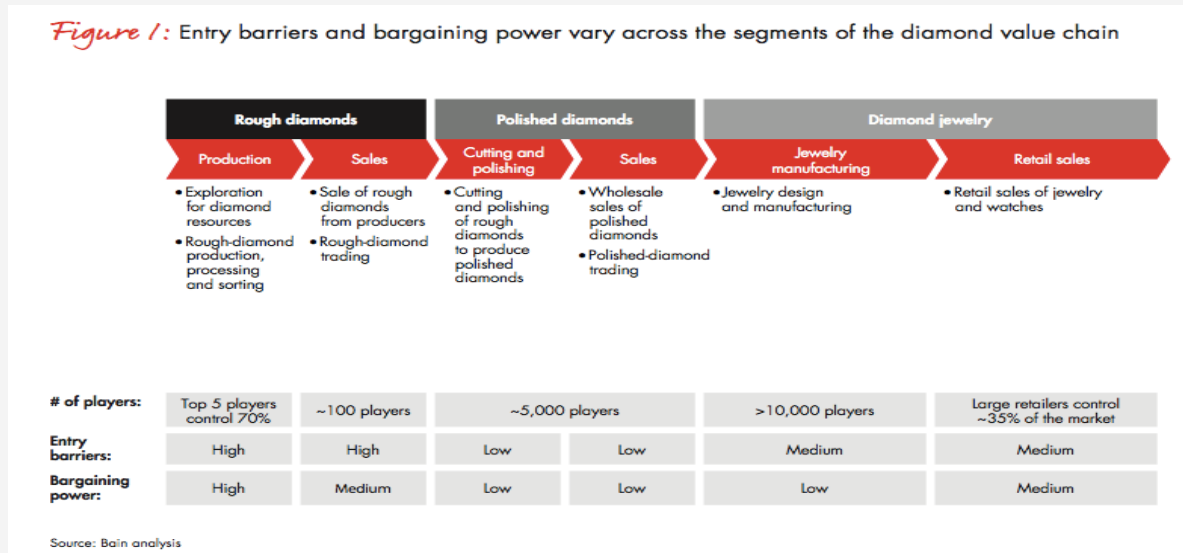 Figure 1: Entry barriers and bargaining power vary across the segments of the diamond value chain
Rough diamonds
Polished diamonds
Diamond jewelry
Production
Sales
Cutting and
polishing
Sales
Jewelry
manufacturing
Retail sales
• Exploration
for diamond
resources
• Rough-diamond
production,
processing
and sorting
• Sale of rough
diamonds
from producers
• Rough-diamond
trading
• Cutting
and polishing
of rough
diamonds
to produce
polished
diamonds
• Wholesale
sales of
polished
diamonds
• Polished-diamond
trading
• Jewelry design
and manufacturing
• Retail sales of jewelry
and watches
# of players:
Top 5 players
control 70%
~100 players
~5,000 players
>10,000 players
Large retailers control
~35% of the market
Entry
barriers:
High
High
Low
Low
Medium
Medium
Bargaining
power:
High
Medium
Low
Low
Low
Medium
Source: Bain analysis